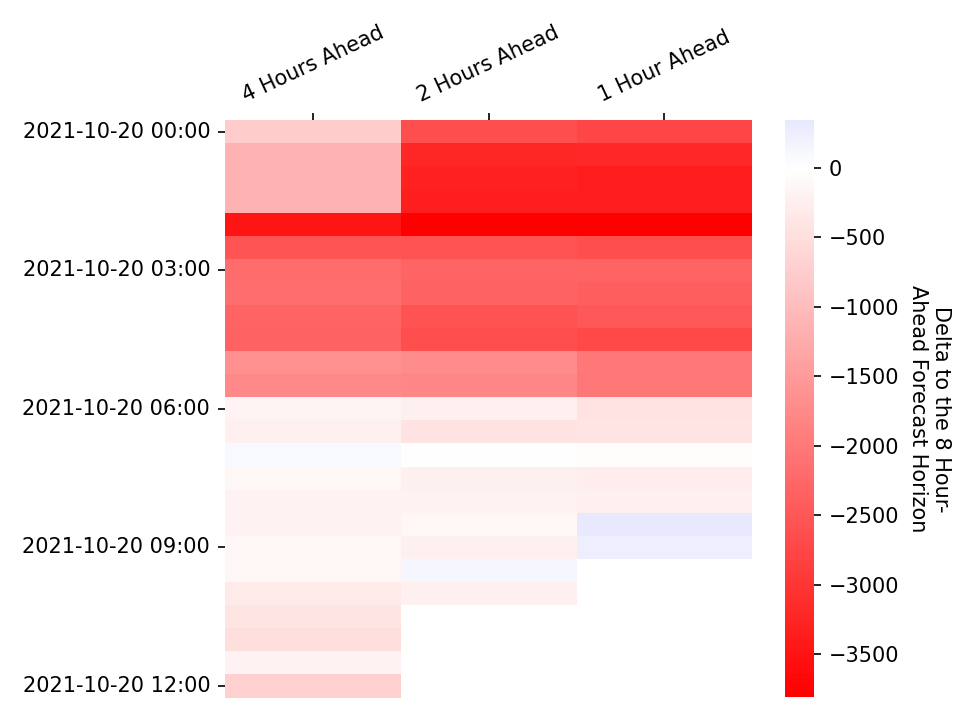 4 Hours Ahead
2 Hours Ahead
1 Hour Ahead
2021-10-20 00:00
2021-10-20 03:00
2021-10-20 06:00
2021-10-20 09:00
2021-10-20 12:00
0
−500
−1000
−1500
−2000
−2500
−3000
−3500
Delta to the 8 Hour-
Ahead Forecast Horizon